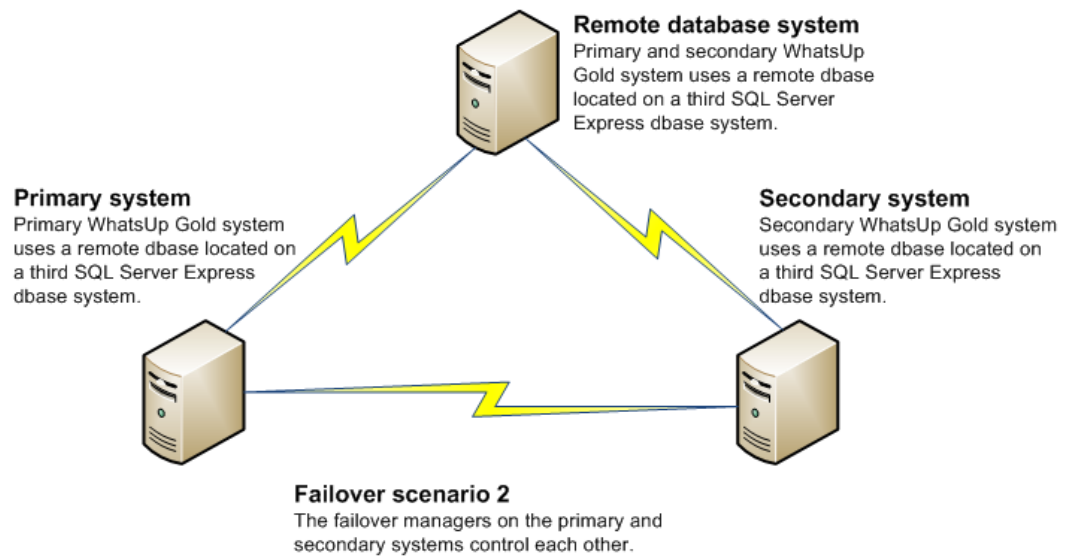 Remote database system
Primary and secondary WhatsUp
Gold system uses a remote dbase
located on a third SQL Server
Express dbase system.
Primary system
Primary WhatsUp Gold system
uses a remote dbase located on
a third SQL Server Express
dbase system.
Secondary system
Secondary WhatsUp Gold system
uses a remote dbase located on
a third SQL Server Express
dbase system.
Failover scenario 2
The failover managers on the primary and
secondary systems control each other.